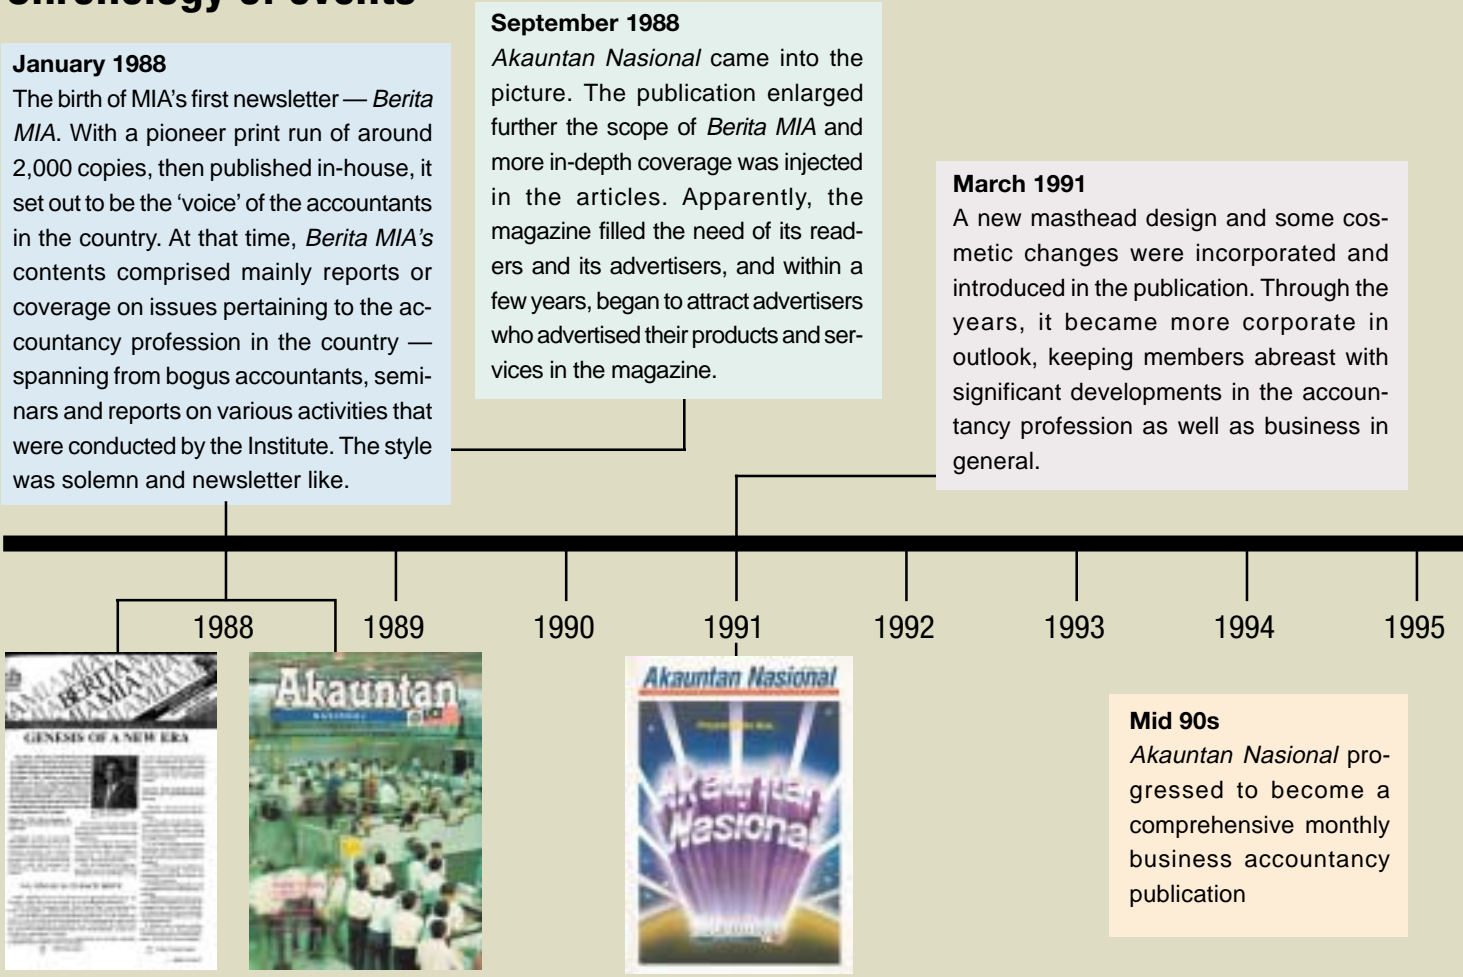 Chronology of events
January 1988
The birth of MIA's first newsletter — Berita
MIA. With a pioneer print run of around
2,000 copies, then published in-house, it
set out to be the 'voice' of the accountants
in the country. At that time, Berita MIA's
contents comprised mainly reports or
coverage on issues pertaining to the ac-
countancy profession in the country —
spanning from bogus accountants, semi-
nars and reports on various activities that
were conducted by the Institute. The style
was solemn and newsletter like.
September 1988
Akauntan Nasional came into the
picture. The publication enlarged
further the scope of Berita MIA and
more in-depth coverage was injected
in the articles. Apparently, the
magazine filled the need of its read-
ers and its advertisers, and within a
few years, began to attract advertisers
who advertised their products and ser-
vices in the magazine.
March 1991
A new masthead design and some cos-
metic changes were incorporated and
introduced in the publication. Through the
years, it became more corporate in
outlook, keeping members abreast with
significant developments in the accoun-
tancy profession as well as business in
general.
1988 1989 1990 1991 1992 1993 1994 1995
BERITA
MIA
GENESIS OF A NEW ERA
Akauntan
NASIONAL
Akauntan Nasional
Akauntan
Nasional
Mid 90s
Akauntan Nasional pro-
gressed to become a
comprehensive monthly
business accountancy
publication